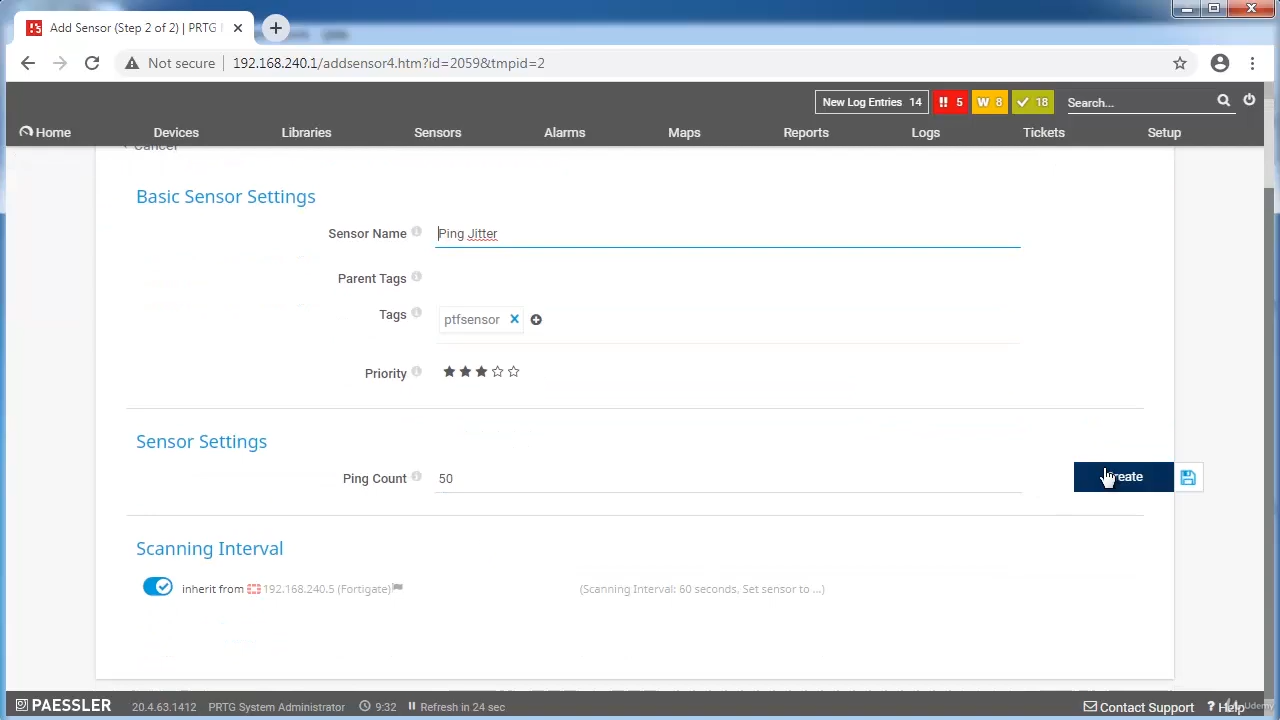 Add Sensor (Step 2 of 2) | PRTG
Not secure 192.168.240.1/addsensor4.htm?id=2059&tmpid=2
New Log Entries 14 !! 5 W 8 18 Search...
Home Devices Libraries Sensors Alarms Maps Reports Logs Tickets Setup
Cancel
Basic Sensor Settings
Sensor Name Ping Jitter
Parent Tags
Tags ptfsensor
Priority
Sensor Settings
Ping Count 50
Create
Scanning Interval
inherit from 192.168.240.5 (Fortigate) (Scanning Interval: 60 seconds, Set sensor to ...)
PAESSLER 20.4.63.1412 PRTG System Administrator 9:32 Refresh in 24 sec Contact Support ? Help
Udemy